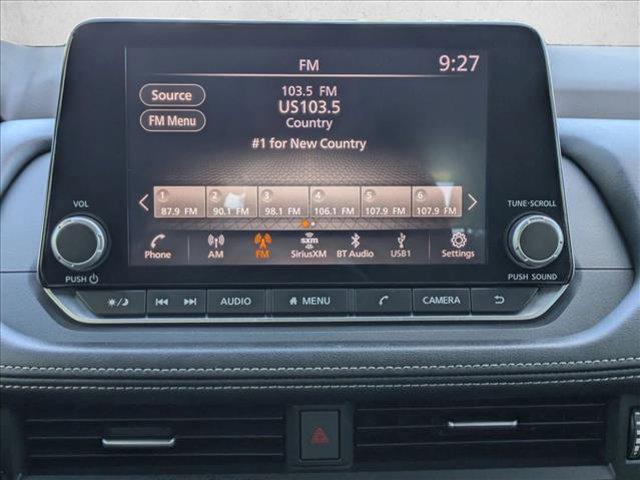 FM 9:27
Source
FM Menu
103.5 FM
US103.5
Country
#1 for New Country
1 2 3 4 5 6
87.9 FM 90.1 FM 98.1 FM 106.1 FM 107.9 FM 107.9 FM
sxm
Phone AM FM SiriusXM BT Audio USB1 Settings
VOL
PUSH
TUNE·SCROLL
PUSH SOUND
AUDIO MENU CAMERA